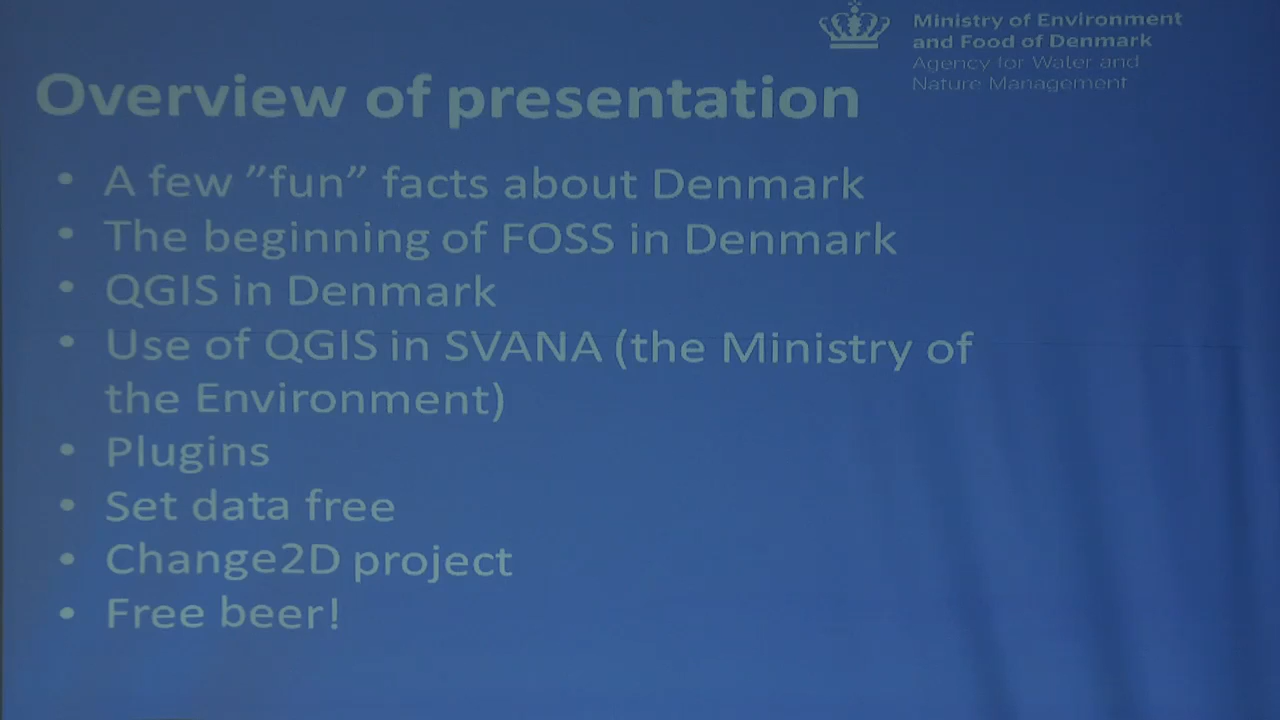 Ministry of Environment
and Food of Denmark
Agency for Water and
Nature Management
Overview of presentation
• A few ”fun” facts about Denmark
• The beginning of FOSS in Denmark
• QGIS in Denmark
• Use of QGIS in SVANA (the Ministry of
the Environment)
• Plugins
• Set data free
• Change2D project
• Free beer!